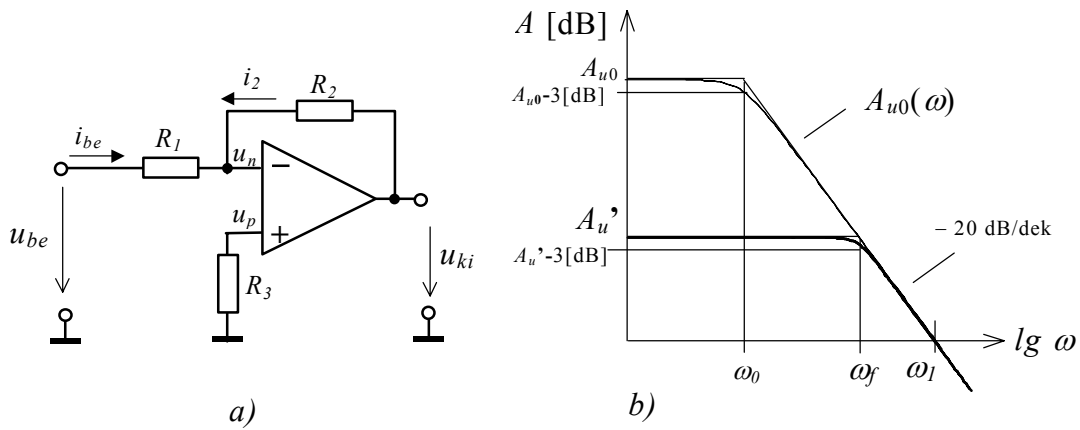 i2
R2
ibe
R1
un
−
up
+
ube
R3
uki
a)
A [dB]
Au0
Au0-3[dB]
Au0(ω)
Au’
Au’-3[dB]
– 20 dB/dek
lg ω
ω0
ωf
ω1
b)